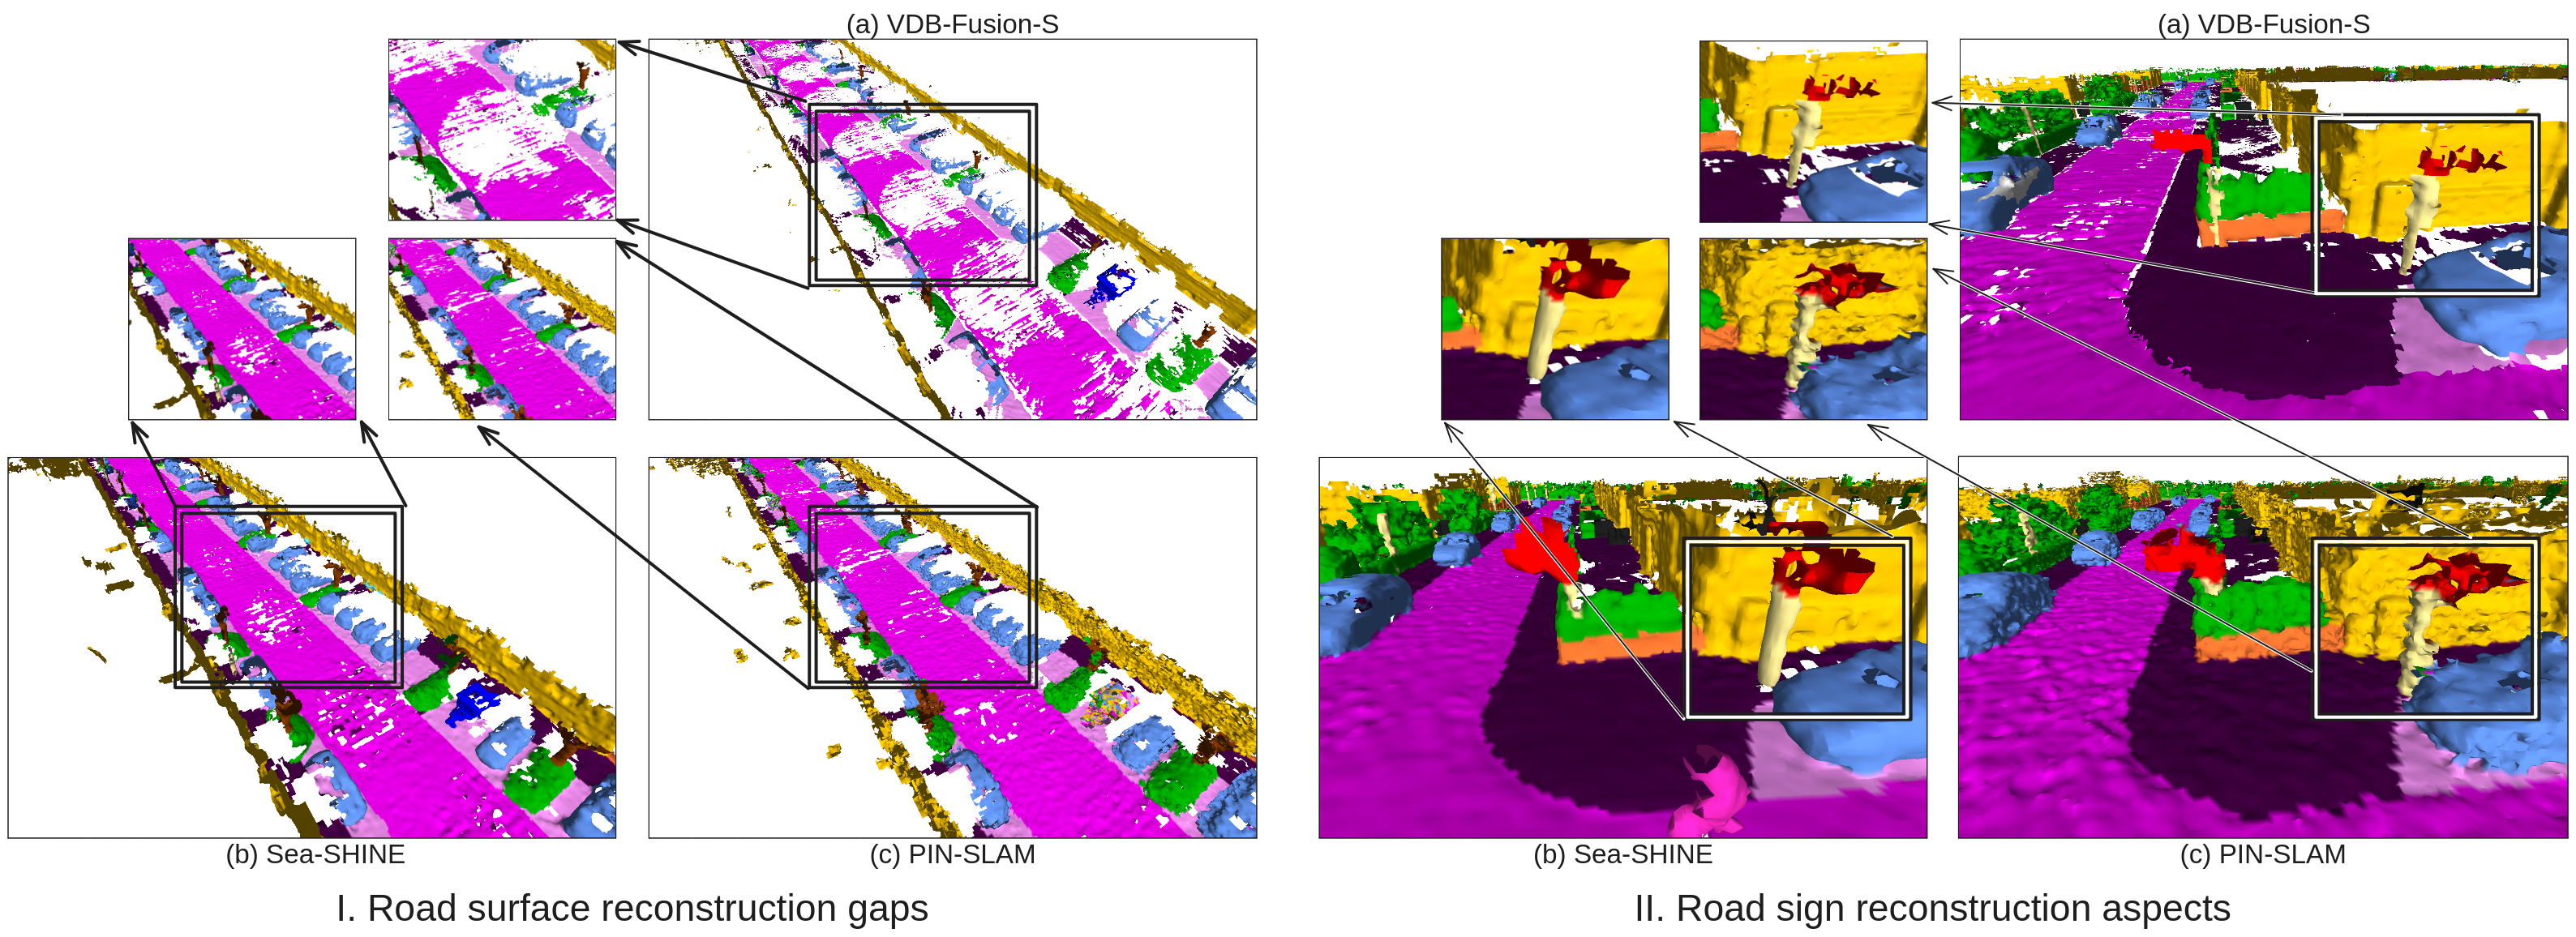 (a) VDB-Fusion-S
(b) Sea-SHINE
(c) PIN-SLAM
I. Road surface reconstruction gaps
(a) VDB-Fusion-S
(b) Sea-SHINE
(c) PIN-SLAM
II. Road sign reconstruction aspects